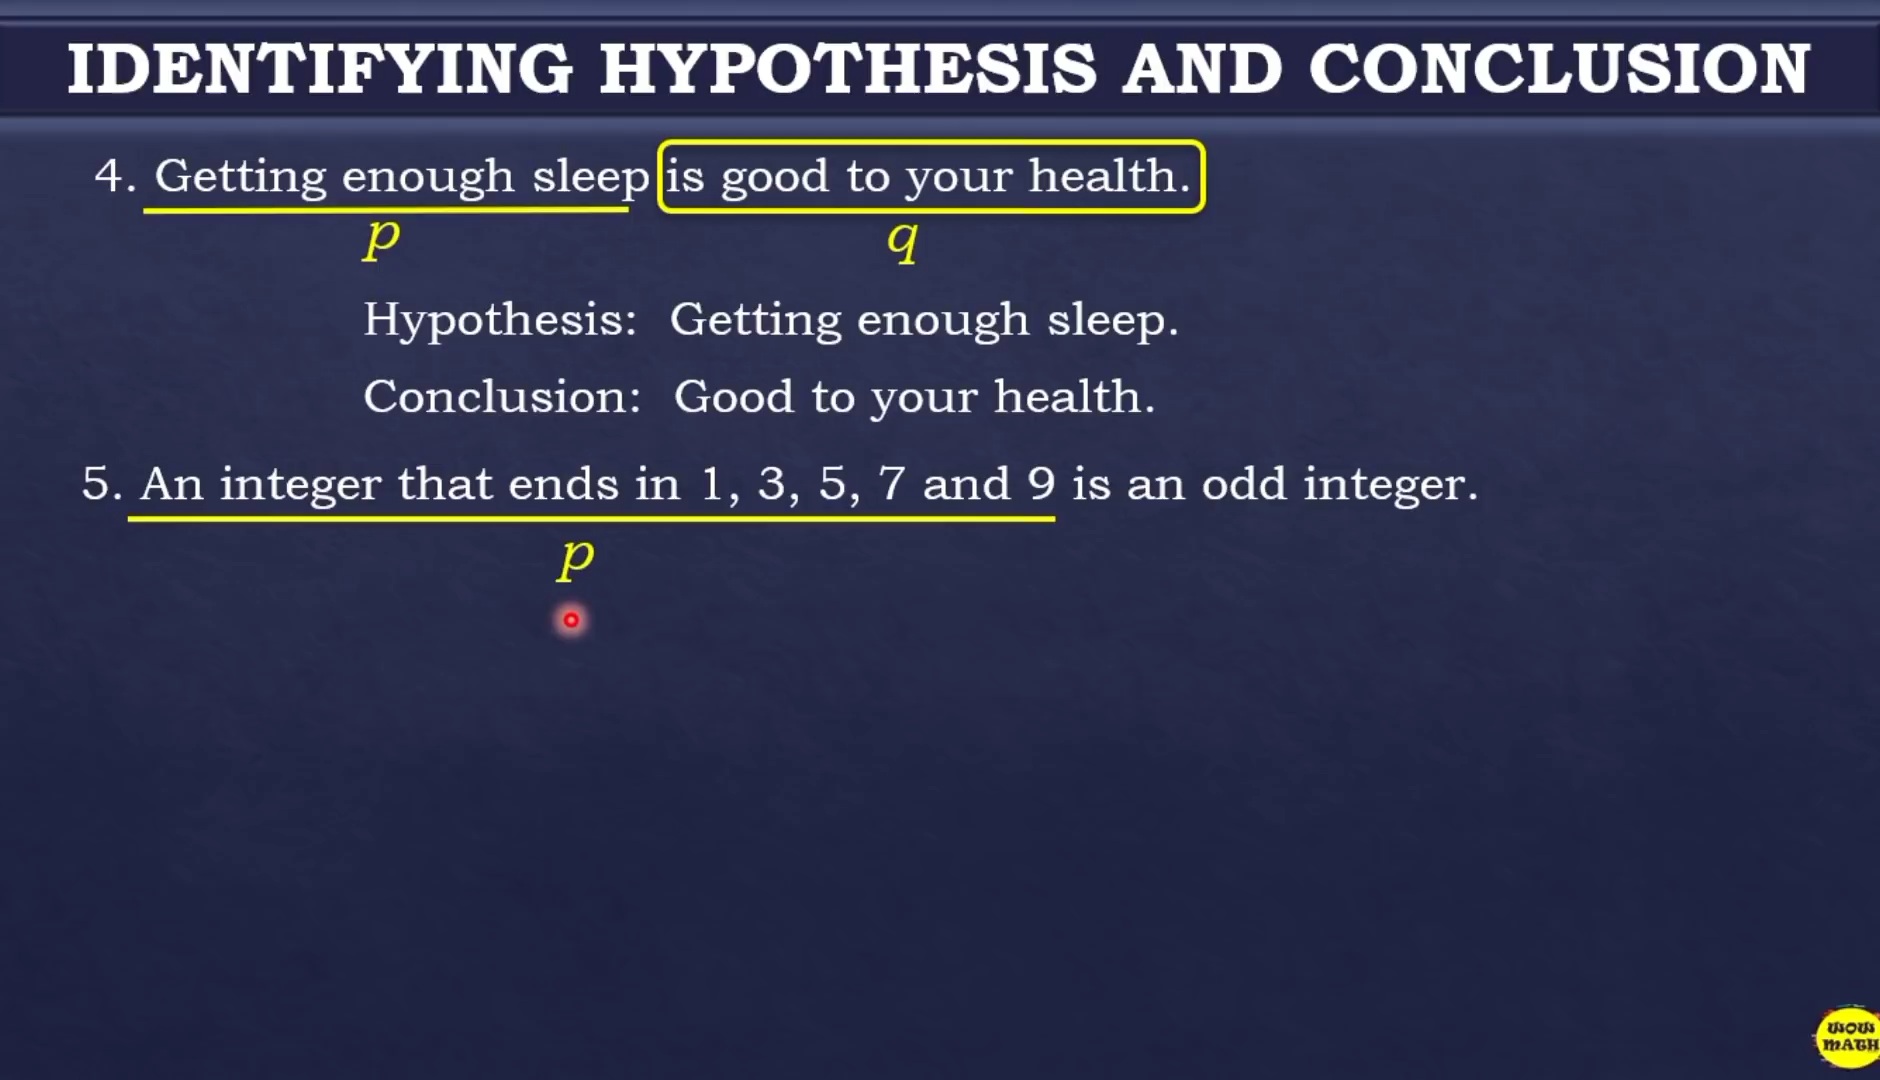 IDENTIFYING HYPOTHESIS AND CONCLUSION
4. Getting enough sleep is good to your health.
p q
Hypothesis: Getting enough sleep.
Conclusion: Good to your health.
5. An integer that ends in 1, 3, 5, 7 and 9 is an odd integer.
p
WOW
MATH